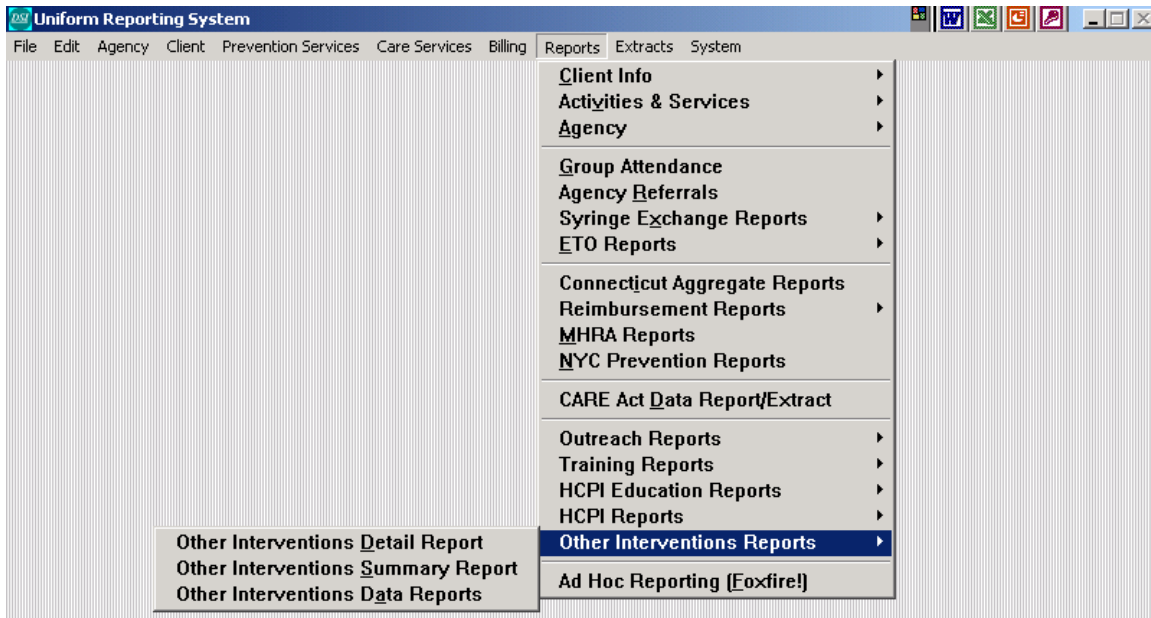 Uniform Reporting System
File Edit Agency Client Prevention Services Care Services Billing Reports Extracts System
Client Info
Activities & Services
Agency
Group Attendance
Agency Referrals
Syringe Exchange Reports
ETO Reports
Connecticut Aggregate Reports
Reimbursement Reports
MHRA Reports
NYC Prevention Reports
CARE Act Data Report/Extract
Outreach Reports
Training Reports
HCPI Education Reports
HCPI Reports
Other Interventions Reports
Ad Hoc Reporting (Foxfire!)
Other Interventions Detail Report
Other Interventions Summary Report
Other Interventions Data Reports